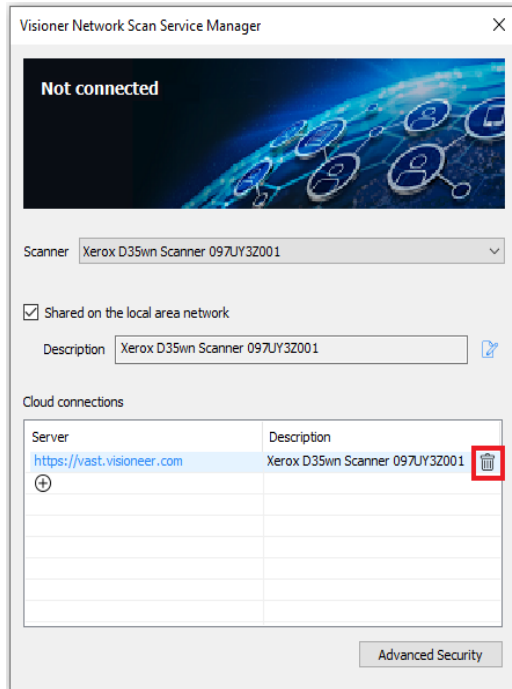 Visioner Network Scan Service Manager
Not connected
Scanner Xerox D35wn Scanner 097UY3Z001
Shared on the local area network
Description Xerox D35wn Scanner 097UY3Z001
Cloud connections
Server Description
https://vast.visioneer.com Xerox D35wn Scanner 097UY3Z001
Advanced Security